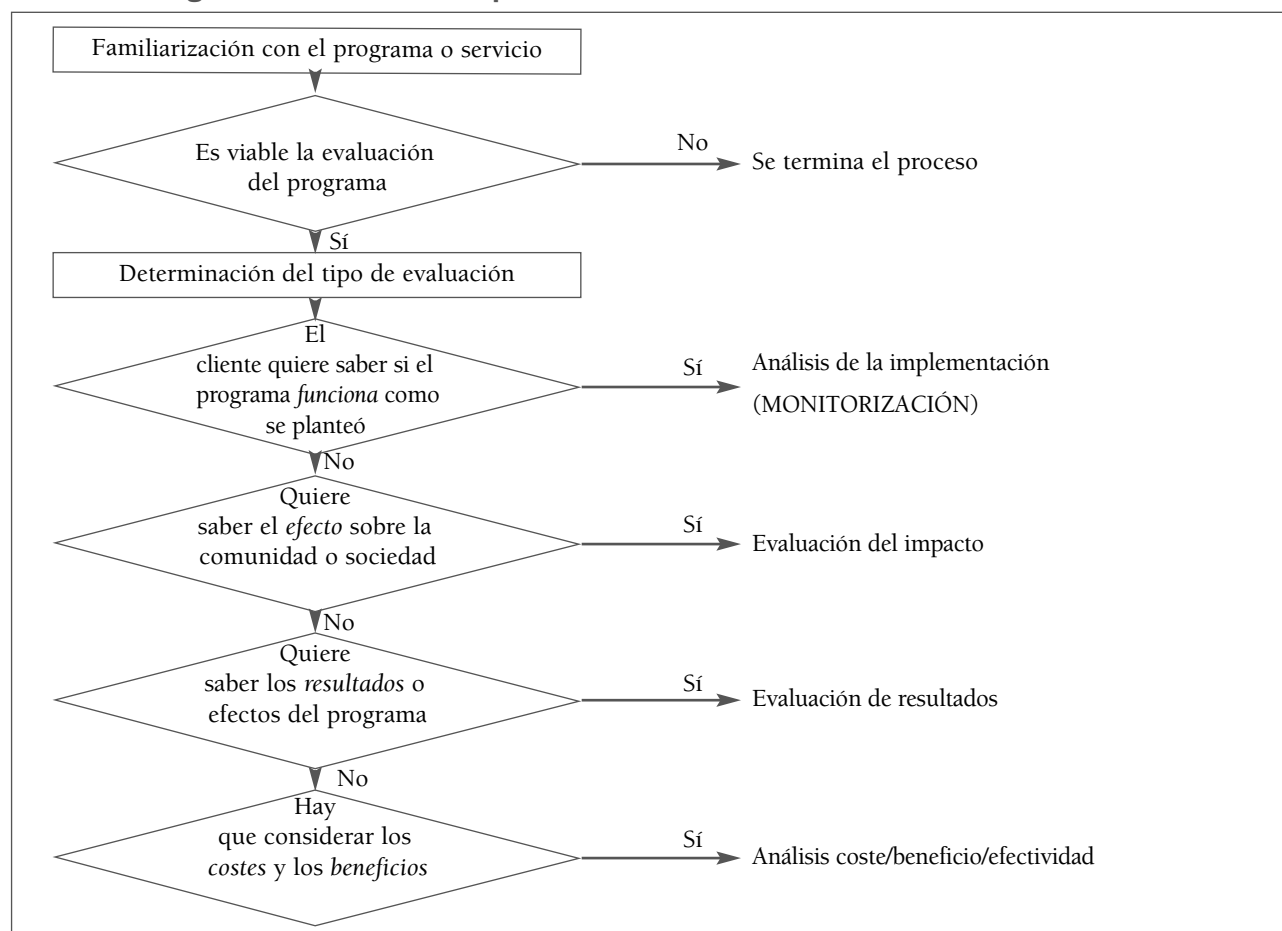 Familiarización con el programa o servicio
Es viable la evaluación
del programa
No
Se termina el proceso
Sí
Determinación del tipo de evaluación
El
cliente quiere saber si el
programa funciona como
se planteó
Sí
Análisis de la implementación
(MONITORIZACIÓN)
No
Quiere
saber el efecto sobre la
comunidad o sociedad
Sí
Evaluación del impacto
No
Quiere
saber los resultados o
efectos del programa
Sí
Evaluación de resultados
No
Hay
que considerar los
costes y los beneficios
Sí
Análisis coste/beneficio/efectividad